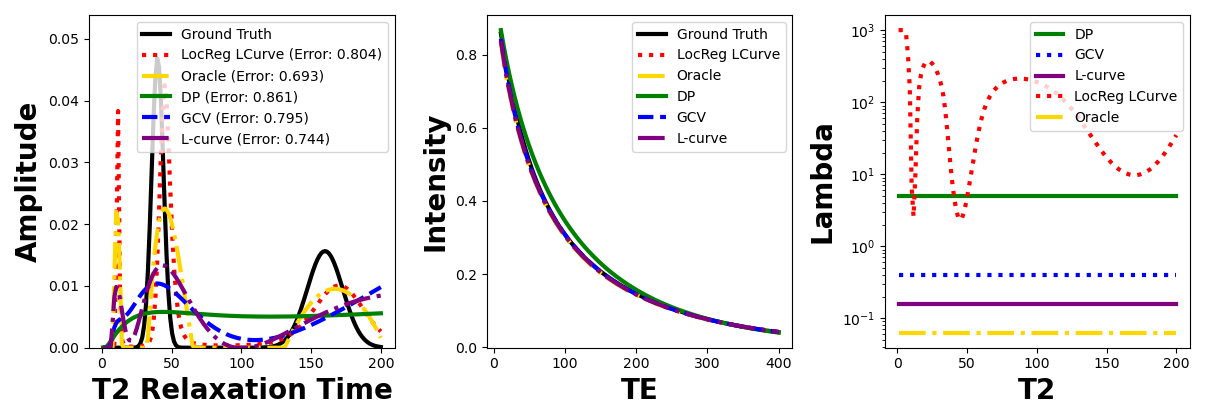 Amplitude
0.05
0.04
0.03
0.02
0.01
0.00
Ground Truth
LocReg LCurve (Error: 0.804)
Oracle (Error: 0.693)
DP (Error: 0.861)
GCV (Error: 0.795)
L-curve (Error: 0.744)
0 50 100 150 200
T2 Relaxation Time
Intensity
0.8
0.6
0.4
0.2
0.0
Ground Truth
LocReg LCurve
Oracle
DP
GCV
L-curve
0 100 200 300 400
TE
Lambda
10³
10²
10¹
10⁰
10⁻¹
DP
GCV
L-curve
LocReg LCurve
Oracle
0 50 100 150 200
T2